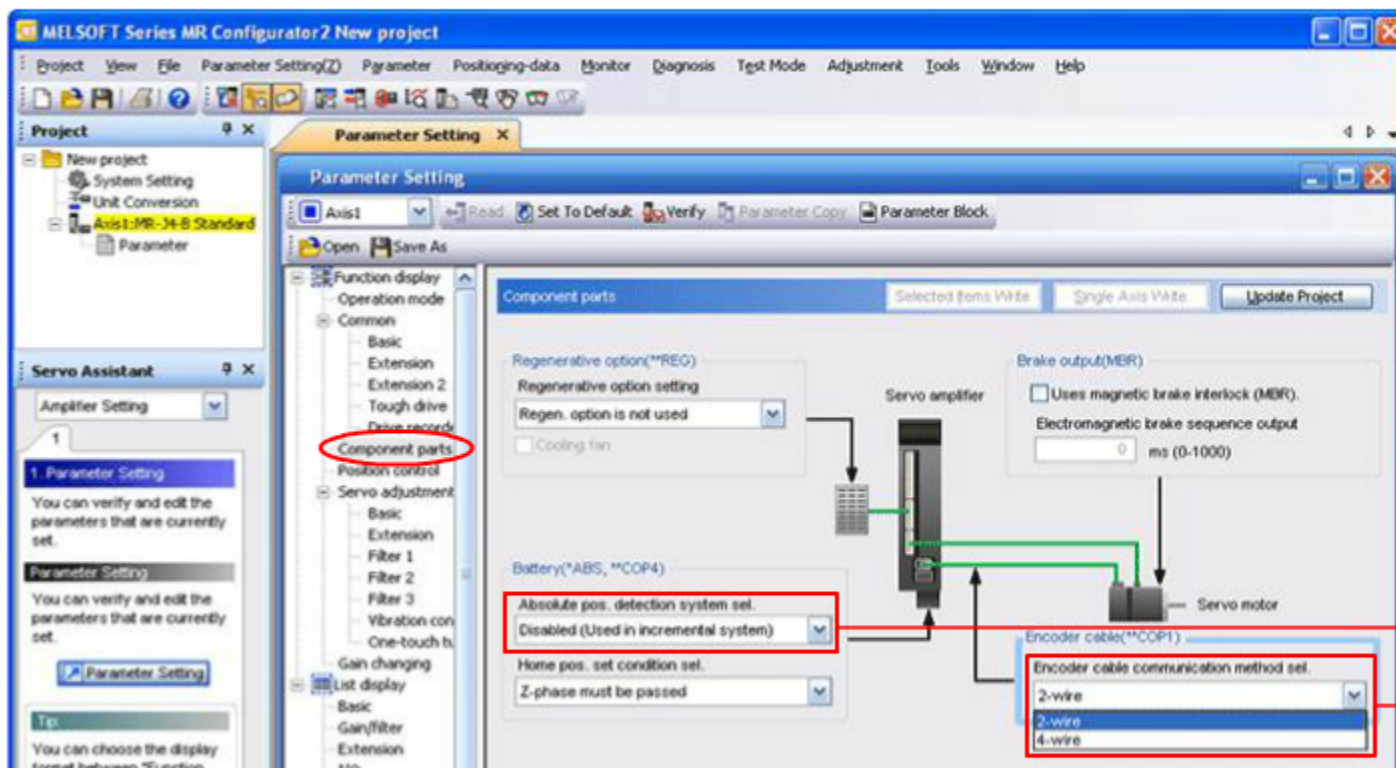 MELSOFT Series MR Configurator2 New project
Project View File Parameter Setting(Z) Parameter Positioning-data Monitor Diagnosis Test Mode Adjustment Tools Window Help
Project
New project
System Setting
Unit Conversion
Axis1:MR-J4-B Standard
Parameter
Servo Assistant
Amplifier Setting
1
1. Parameter Setting
You can verify and edit the
parameters that are currently
set.
Parameter Setting
You can verify and edit the
parameters that are currently
set.
Parameter Setting
Tip
You can choose the display
format between "Function
Parameter Setting
Parameter Setting
Axis1 Read Set To Default Verify Parameter Copy Parameter Block
Open Save As
Function display
Operation mode
Common
Basic
Extension
Extension 2
Tough drive
Drive recorde
Component parts
Position control
Servo adjustment
Basic
Extension
Filter 1
Filter 2
Filter 3
Vibration con
One-touch tu
Gain changing
List display
Basic
Gain/filter
Extension
Component parts Selected Items Write Single Axis Write Update Project
Regenerative option(**REG)
Regenerative option setting
Regen. option is not used
Cooling fan
Servo amplifier
Brake output(MBR)
Uses magnetic brake interlock (MBR).
Electromagnetic brake sequence output
0 ms (0-1000)
Battery(*ABS, **COP4)
Absolute pos. detection system sel.
Disabled (Used in incremental system)
Home pos. set condition sel.
Z-phase must be passed
Servo motor
Encoder cable(**COP1)
Encoder cable communication method sel.
2-wire
2-wire
4-wire